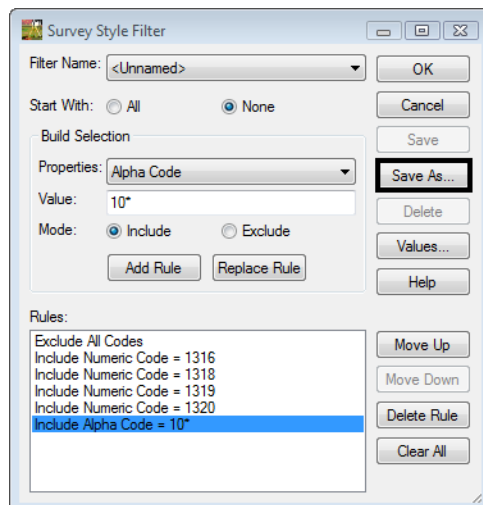 Survey Style Filter
Filter Name: <Unnamed> OK
Start With: All None Cancel
Build Selection Save
Properties: Alpha Code Save As...
Value: 10* Delete
Mode: Include Exclude Values...
Add Rule Replace Rule Help
Rules:
Exclude All Codes
Include Numeric Code = 1316 Move Up
Include Numeric Code = 1318
Include Numeric Code = 1319 Move Down
Include Numeric Code = 1320
Include Alpha Code = 10* Delete Rule
Clear All